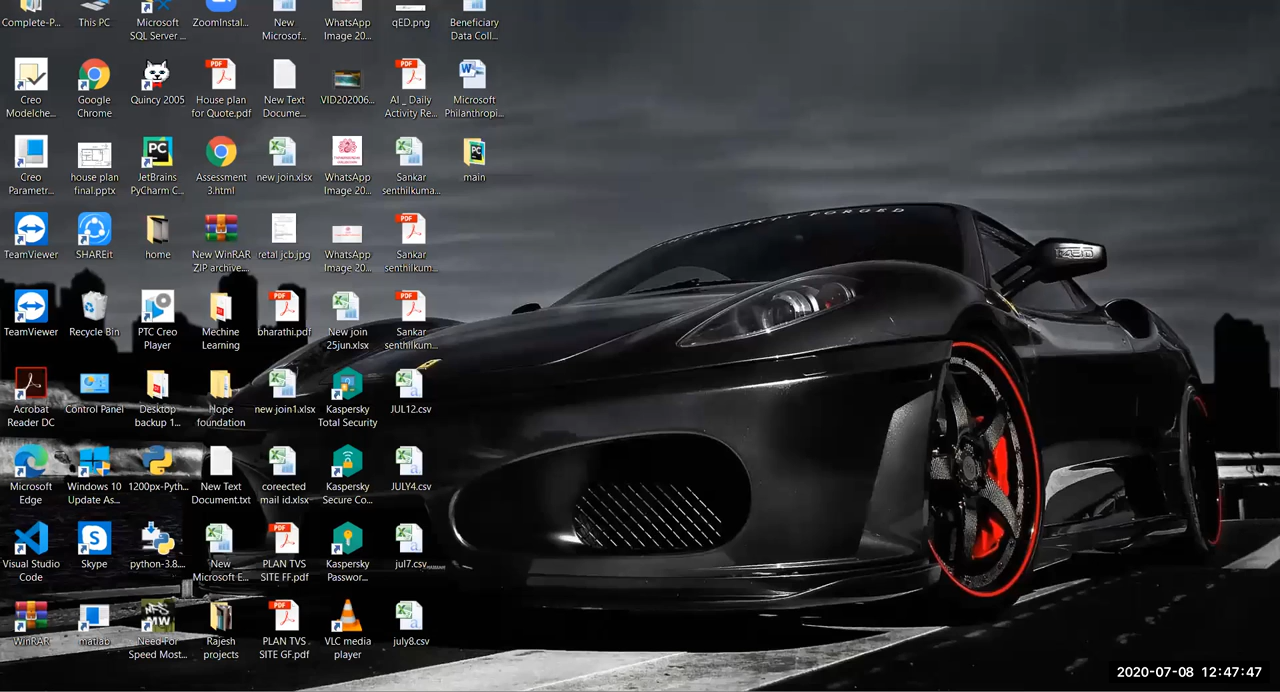 Complete-P...
This PC
Microsoft
SQL Server ...
ZoomInstal...
New
Microsof...
WhatsApp
Image 20...
qED.png
Beneficiary
Data Coll...
Creo
Modelche...
Google
Chrome
Quincy 2005
House plan
for Quote.pdf
New Text
Docume...
VID202006...
AI _ Daily
Activity Re...
Microsoft
Philanthropi...
Creo
Parametr...
house plan
final.pptx
JetBrains
PyCharm C...
Assessment
3.html
new join.xlsx
WhatsApp
Image 20...
Sankar
senthilkuma...
main
TeamViewer
SHAREit
home
New WinRAR
ZIP archive...
retal jcb.jpg
WhatsApp
Image 20...
Sankar
senthilkum...
TeamViewer
Recycle Bin
PTC Creo
Player
Mechine
Learning
bharathi.pdf
New join
25jun.xlsx
Sankar
senthilkum...
Acrobat
Reader DC
Control Panel
Desktop
backup 1...
Hope
foundation
new join1.xlsx
Kaspersky
Total Security
JUL12.csv
Microsoft
Edge
Windows 10
Update As...
1200px-Pyth...
New Text
Document.txt
coreected
mail id.xlsx
Kaspersky
Secure Co...
JULY4.csv
Visual Studio
Code
Skype
python-3.8....
New
Microsoft E...
PLAN TVS
SITE FF.pdf
Kaspersky
Passwor...
jul7.csv
WinRAR
matlab
Need For
Speed Most...
Rajesh
projects
PLAN TVS
SITE GF.pdf
VLC media
player
july8.csv
FORGED
F430
2020-07-08 12:47:47